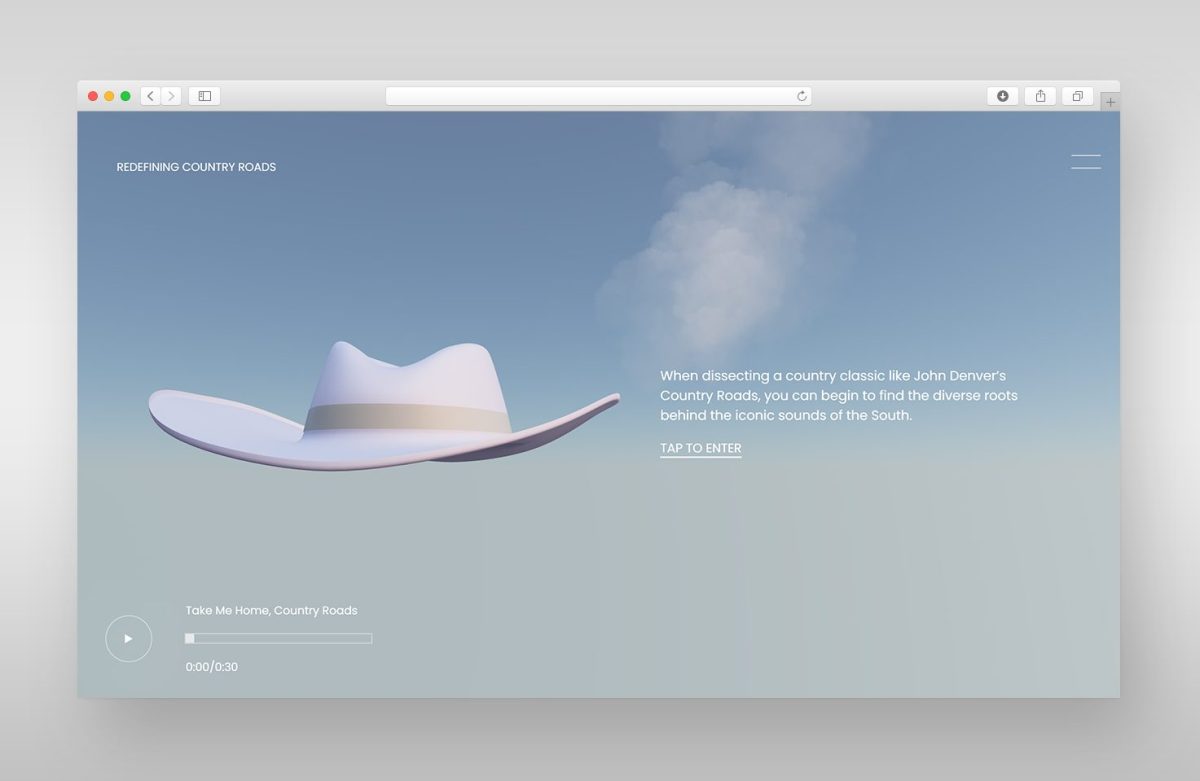 REDEFINING COUNTRY ROADS
When dissecting a country classic like John Denver's
Country Roads, you can begin to find the diverse roots
behind the iconic sounds of the South.
TAP TO ENTER
Take Me Home, Country Roads
0:00/0:30